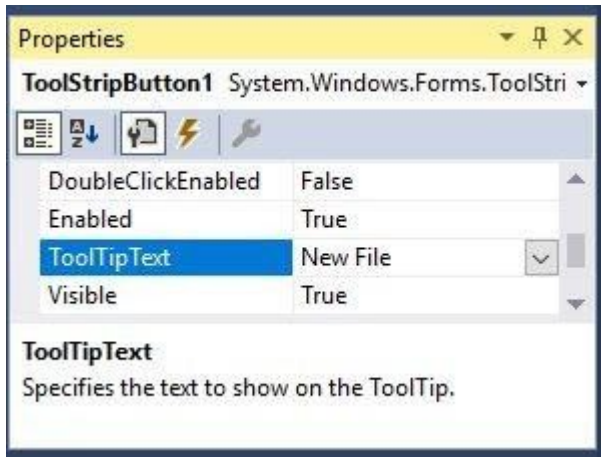 Properties
ToolStripButton1 System.Windows.Forms.ToolStri
DoubleClickEnabled False
Enabled True
ToolTipText New File
Visible True
ToolTipText
Specifies the text to show on the ToolTip.